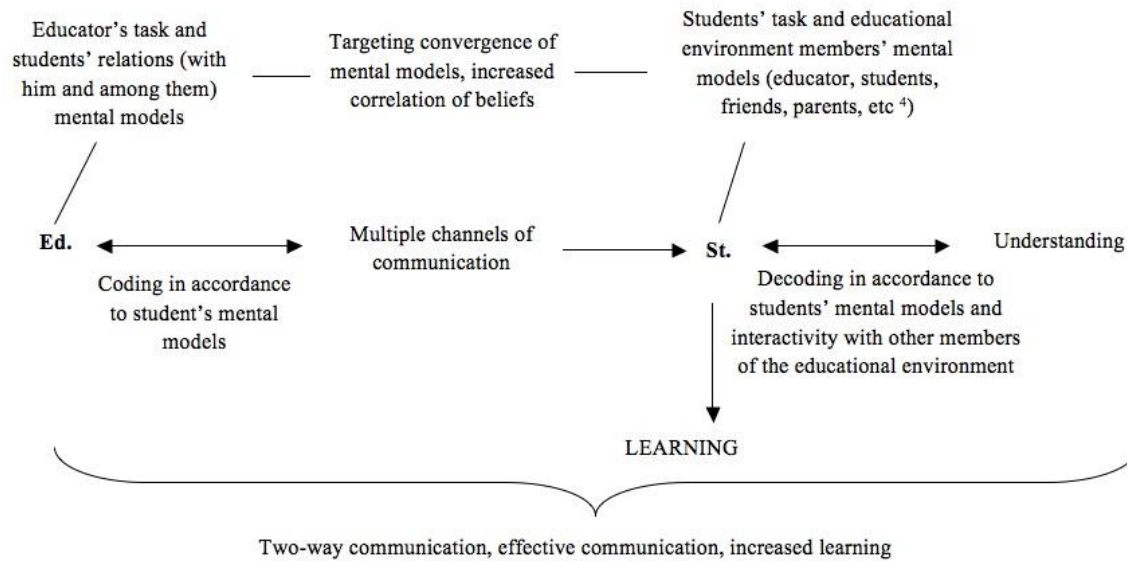 Educator’s task and
students’ relations (with
him and among them)
mental models
Targeting convergence of
mental models, increased
correlation of beliefs
Students’ task and educational
environment members’ mental
models (educator, students,
friends, parents, etc ⁴)
Ed.
Multiple channels of
communication
St.
Understanding
Coding in accordance
to student’s mental
models
Decoding in accordance to
students’ mental models and
interactivity with other members
of the educational environment
LEARNING
Two-way communication, effective communication, increased learning